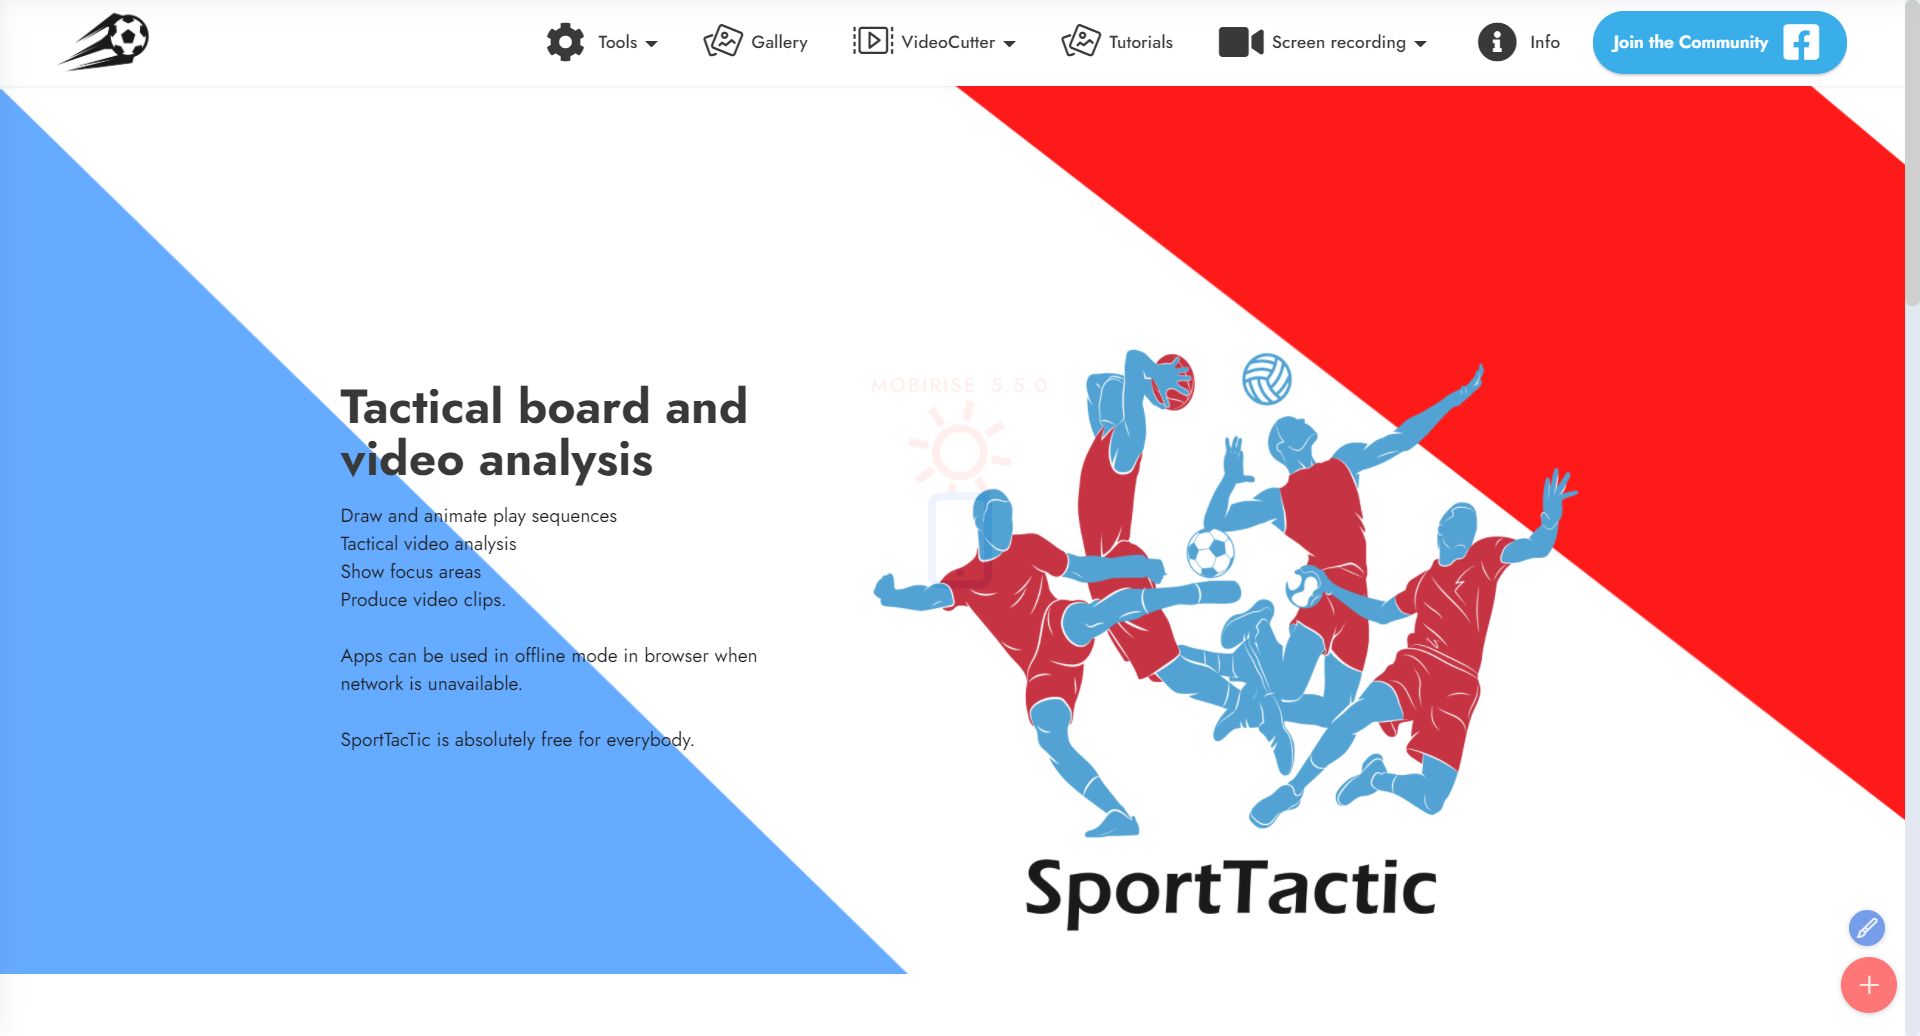 Tools
Gallery
VideoCutter
Tutorials
Screen recording
Info
Join the Community
Tactical board and
video analysis
Draw and animate play sequences
Tactical video analysis
Show focus areas
Produce video clips.
Apps can be used in offline mode in browser when
network is unavailable.
SportTacTic is absolutely free for everybody.
MOBIRISE 5.5.0
SportTactic